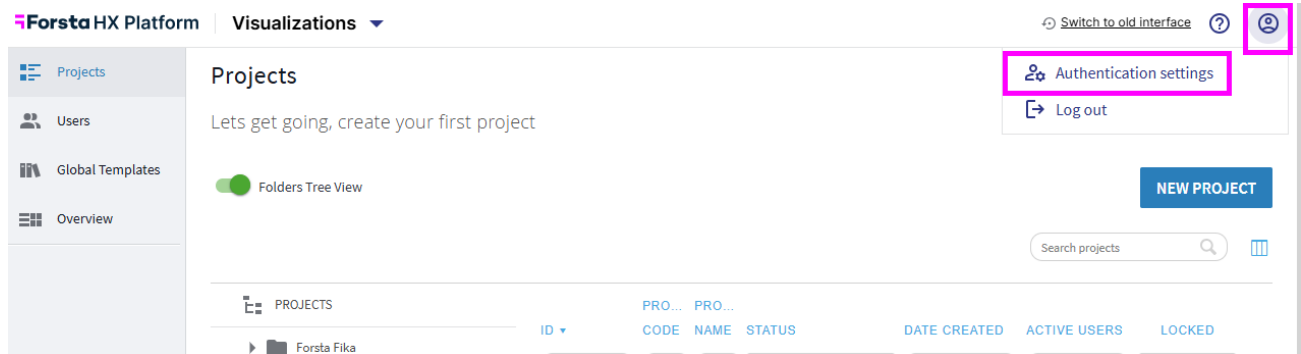 Forsta HX Platform
Visualizations
Switch to old interface
Projects
Users
Global Templates
Overview
Projects
Lets get going, create your first project
Authentication settings
Log out
Folders Tree View
NEW PROJECT
Search projects
PROJECTS
Forsta Fika
PRO... PRO...
ID CODE NAME STATUS DATE CREATED ACTIVE USERS LOCKED